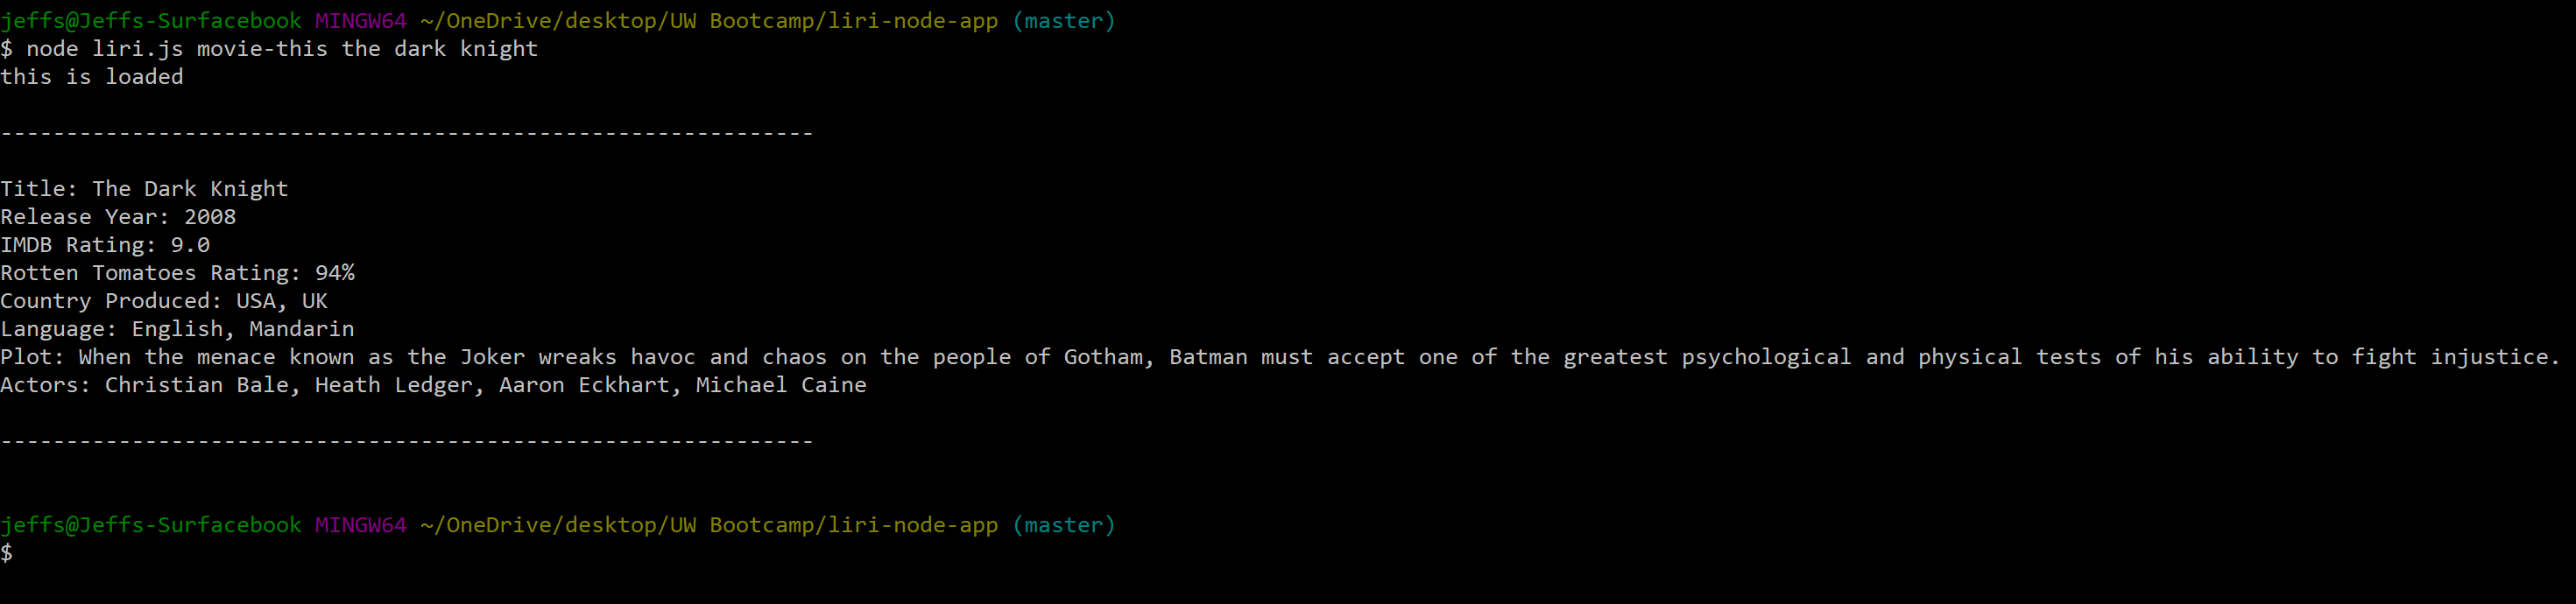 jeffs@Jeffs-Surfacebook MINGW64 ~/OneDrive/desktop/UW Bootcamp/liri-node-app (master)
$ node liri.js movie-this the dark knight
this is loaded
--------------------------------------------------------------
Title: The Dark Knight
Release Year: 2008
IMDB Rating: 9.0
Rotten Tomatoes Rating: 94%
Country Produced: USA, UK
Language: English, Mandarin
Plot: When the menace known as the Joker wreaks havoc and chaos on the people of Gotham, Batman must accept one of the greatest psychological and physical tests of his ability to fight injustice.
Actors: Christian Bale, Heath Ledger, Aaron Eckhart, Michael Caine
--------------------------------------------------------------
jeffs@Jeffs-Surfacebook MINGW64 ~/OneDrive/desktop/UW Bootcamp/liri-node-app (master)
$